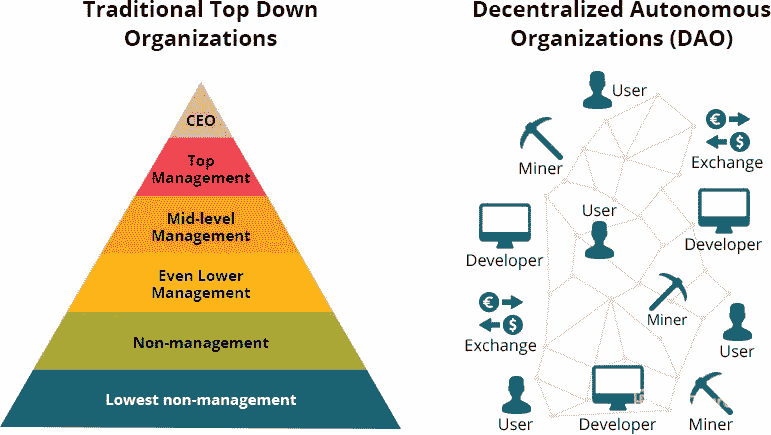 Traditional Top Down
Organizations
CEO
Top
Management
Mid-level
Management
Even Lower
Management
Non-management
Lowest non-management
Decentralized Autonomous
Organizations (DAO)
User
Miner
€
$
Exchange
User
Developer
Developer
€
$
Exchange
Miner
User
User
Developer
Miner